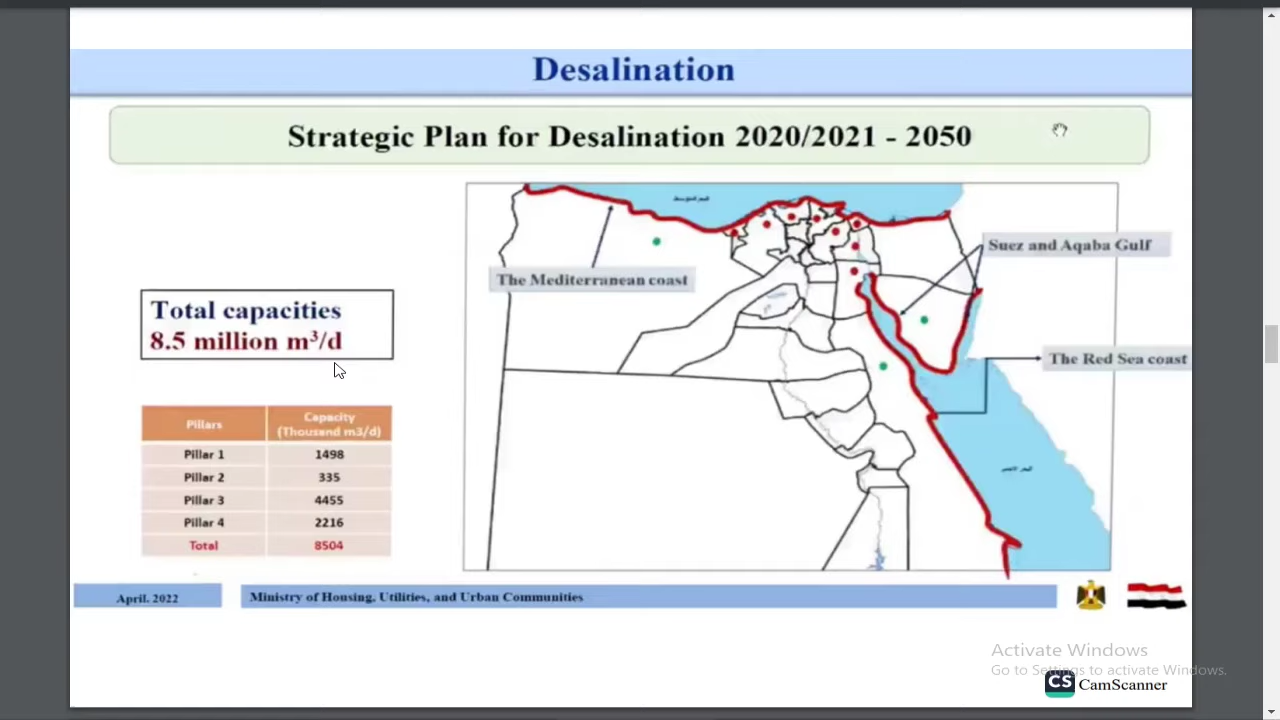 Desalination
Strategic Plan for Desalination 2020/2021 - 2050
Suez and Aqaba Gulf
The Mediterranean coast
Total capacities
8.5 million m³/d
The Red Sea coast
Pillars
Capacity
(Thousend m3/d)
Pillar 1 1498
Pillar 2 335
Pillar 3 4455
Pillar 4 2216
Total 8504
April. 2022
Ministry of Housing, Utilities, and Urban Communities
Activate Windows
Go to Settings to activate Windows.
CS CamScanner